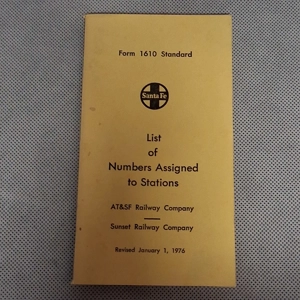 Form 1610 Standard
Santa Fe
List
of
Numbers Assigned
to Stations
AT&SF Railway Company
Sunset Railway Company
Revised January 1, 1976